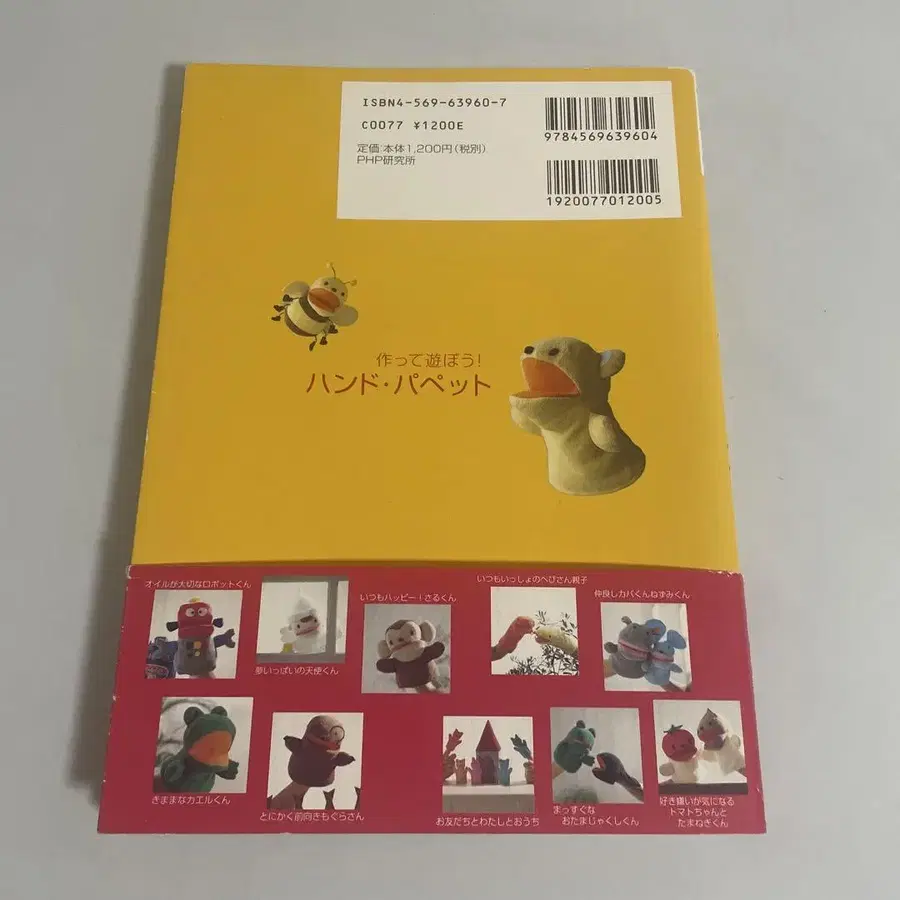 ISBN4-569-63960-7
C0077 ¥1200E
定価:本体1,200円(税別)
PHP研究所
9784569639604
1920077012005
作って遊ぼう!
ハンド・パペット
オイルが大切なロボットくん
夢いっぱいの天使くん
いつもハッピー!さるくん
いつもいっしょのへびさん親子
仲良しカバくんねずみくん
きままなカエルくん
とにかく前向きもぐらさん
お友だちとわたしとおうち
まっすぐな
おたまじゃくしくん
好き嫌いが気になる
トマトちゃんと
たまねぎくん